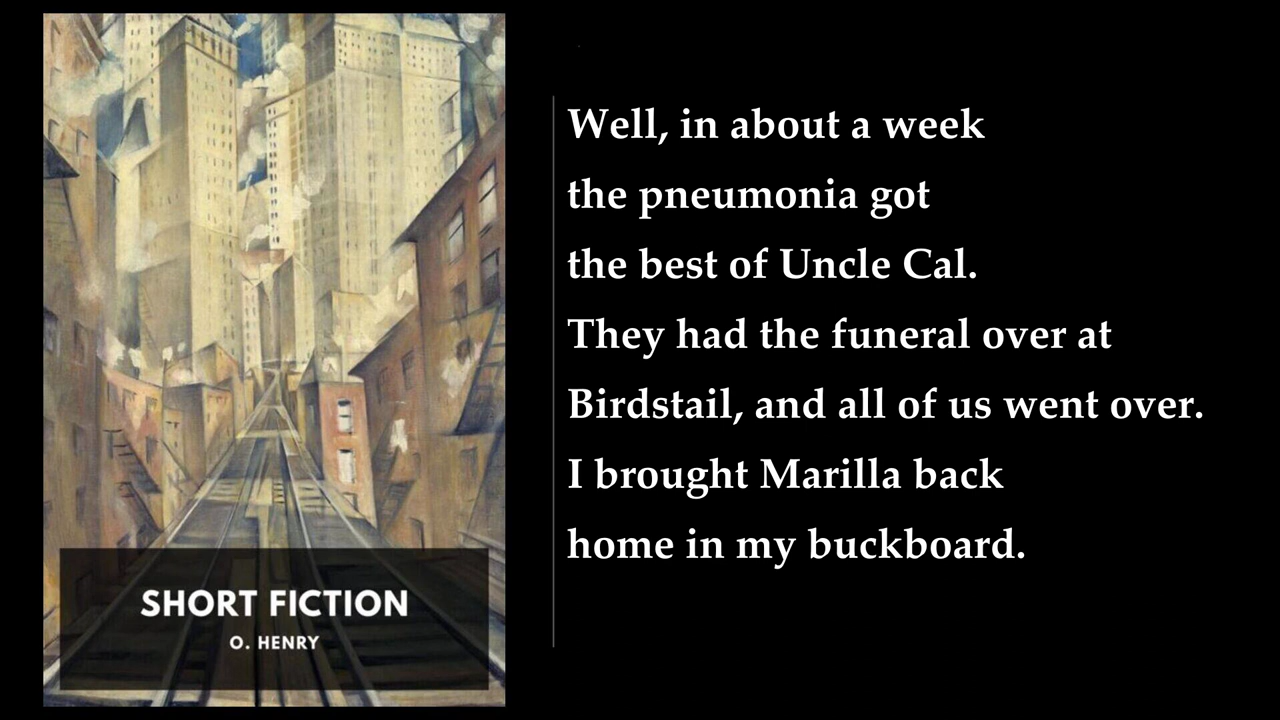 Well, in about a week
the pneumonia got
the best of Uncle Cal.
They had the funeral over at
Birdstail, and all of us went over.
I brought Marilla back
home in my buckboard.
SHORT FICTION
O. HENRY